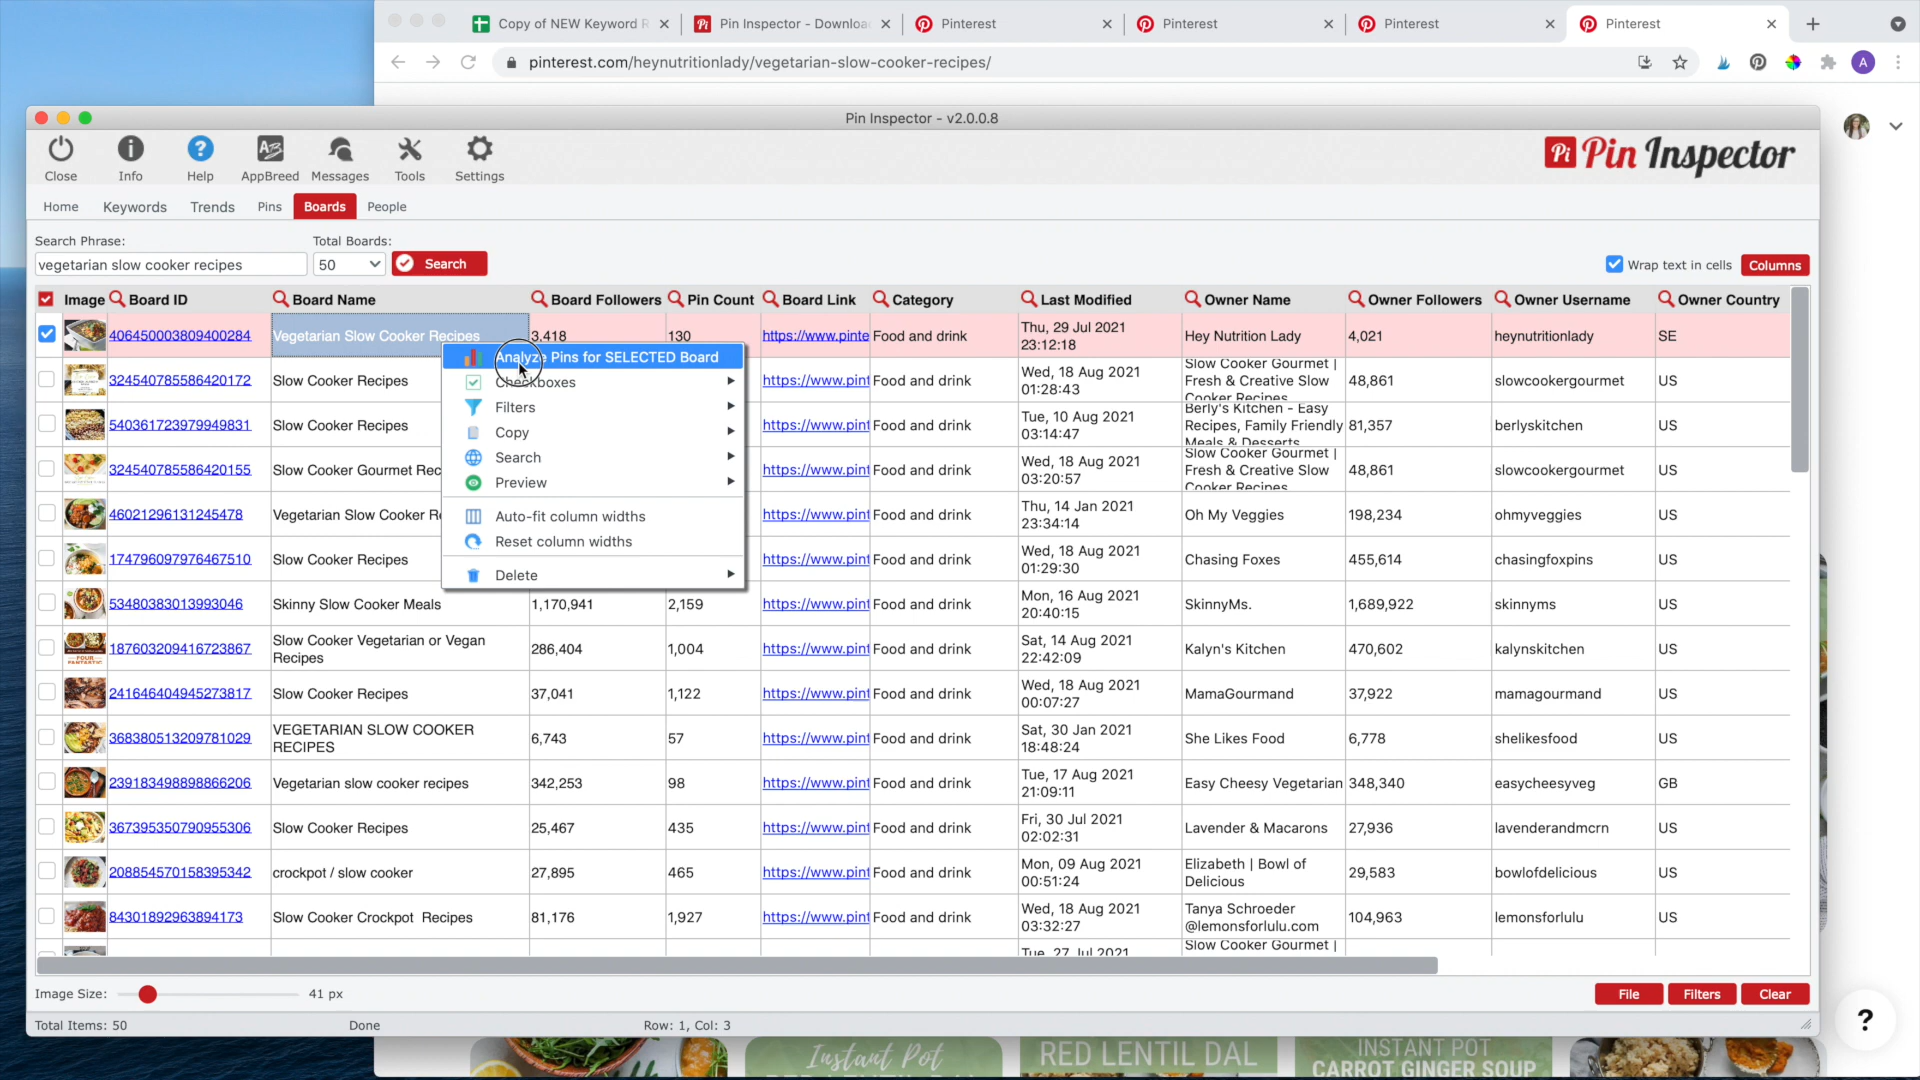 Copy of NEW Keyword R
Pin Inspector - Downloa
Pinterest
Pinterest
Pinterest
Pinterest
pinterest.com/heynutritionlady/vegetarian-slow-cooker-recipes/
A
Pin Inspector - v2.0.0.8
Close Info Help AppBreed Messages Tools Settings
Pi Pin Inspector
Home Keywords Trends Pins Boards People
Search Phrase: Total Boards:
vegetarian slow cooker recipes 50 Search
Wrap text in cells Columns
Image Board ID Board Name Board Followers Pin Count Board Link Category Last Modified Owner Name Owner Followers Owner Username Owner Country
406450003809400284 Vegetarian Slow Cooker Recipes 3,418 130 https://www.pinte Food and drink Thu, 29 Jul 2021 23:12:18 Hey Nutrition Lady 4,021 heynutritionlady SE
Analyze Pins for SELECTED Board
Checkboxes
Filters
Copy
Search
Preview
Auto-fit column widths
Reset column widths
Delete
324540785586420172 Slow Cooker Recipes https://www.pint Food and drink Wed, 18 Aug 2021 01:28:43 Slow Cooker Gourmet | Fresh & Creative Slow Cooker Recipes 48,861 slowcookergourmet US
540361723979949831 Slow Cooker Recipes https://www.pint Food and drink Tue, 10 Aug 2021 03:14:47 Berly's Kitchen - Easy Recipes, Family Friendly Meals & Desserts 81,357 berlyskitchen US
324540785586420155 Slow Cooker Gourmet Rec https://www.pint Food and drink Wed, 18 Aug 2021 03:20:57 Slow Cooker Gourmet | Fresh & Creative Slow Cooker Recipes 48,861 slowcookergourmet US
46021296131245478 Vegetarian Slow Cooker R https://www.pint Food and drink Thu, 14 Jan 2021 23:34:14 Oh My Veggies 198,234 ohmyveggies US
174796097976467510 Slow Cooker Recipes https://www.pint Food and drink Wed, 18 Aug 2021 01:29:30 Chasing Foxes 455,614 chasingfoxpins US
53480383013993046 Skinny Slow Cooker Meals 1,170,941 2,159 https://www.pint Food and drink Mon, 16 Aug 2021 20:40:15 SkinnyMs. 1,689,922 skinnyms US
187603209416723867 Slow Cooker Vegetarian or Vegan Recipes 286,404 1,004 https://www.pint Food and drink Sat, 14 Aug 2021 22:42:09 Kalyn's Kitchen 470,602 kalynskitchen US
241646404945273817 Slow Cooker Recipes 37,041 1,122 https://www.pint Food and drink Wed, 18 Aug 2021 00:07:27 MamaGourmand 37,922 mamagourmand US
368380513209781029 VEGETARIAN SLOW COOKER RECIPES 6,743 57 https://www.pint Food and drink Sat, 30 Jan 2021 18:48:24 She Likes Food 6,778 shelikesfood US
239183498898866206 Vegetarian slow cooker recipes 342,253 98 https://www.pint Food and drink Tue, 17 Aug 2021 21:09:11 Easy Cheesy Vegetarian 348,340 easycheesyveg GB
367395350790955306 Slow Cooker Recipes 25,467 435 https://www.pint Food and drink Fri, 30 Jul 2021 02:02:31 Lavender & Macarons 27,936 lavenderandmcrn US
208854570158395342 crockpot / slow cooker 27,895 465 https://www.pint Food and drink Mon, 09 Aug 2021 00:51:24 Elizabeth | Bowl of Delicious 29,583 bowlofdelicious US
84301892963894173 Slow Cooker Crockpot Recipes 81,176 1,927 https://www.pint Food and drink Wed, 18 Aug 2021 03:32:27 Tanya Schroeder @lemonsforlulu.com 104,963 lemonsforlulu US
Tue, 27 Jul 2021 Slow Cooker Gourmet |
Image Size: 41 px File Filters Clear
Total Items: 50 Done Row: 1, Col: 3
?
Instant Pot
RED LENTIL DAL
INSTANT POT
CARROT GINGER SOUP